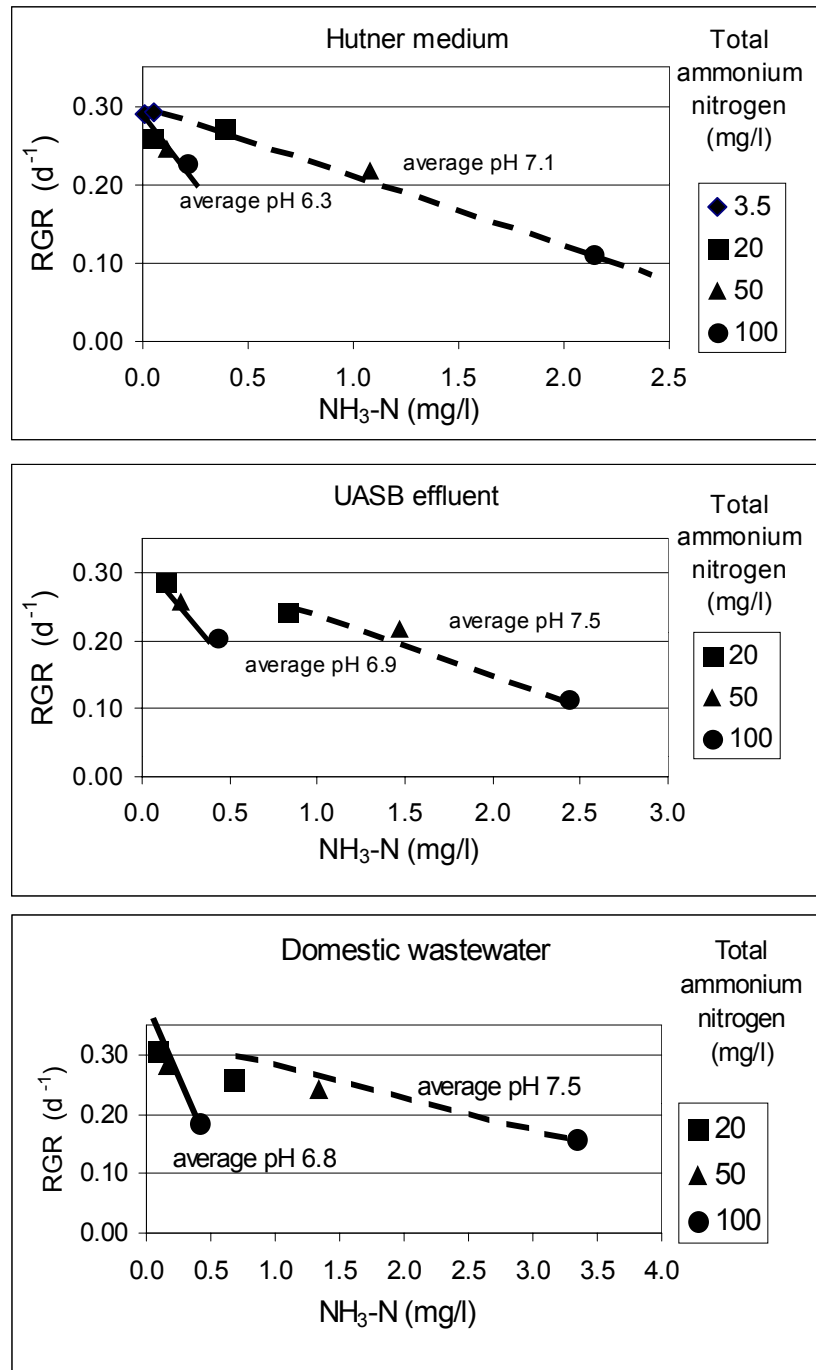 Hutner medium
Total
ammonium
nitrogen
(mg/l)
3.5
20
50
100
RGR (d⁻¹)
0.30
0.20
0.10
0.00
average pH 7.1
average pH 6.3
0.0 0.5 1.0 1.5 2.0 2.5
NH₃-N (mg/l)
UASB effluent
Total
ammonium
nitrogen
(mg/l)
20
50
100
RGR (d⁻¹)
0.30
0.20
0.10
0.00
average pH 7.5
average pH 6.9
0.0 0.5 1.0 1.5 2.0 2.5 3.0
NH₃-N (mg/l)
Domestic wastewater
Total
ammonium
nitrogen
(mg/l)
20
50
100
RGR (d⁻¹)
0.30
0.20
0.10
0.00
average pH 7.5
average pH 6.8
0.0 0.5 1.0 1.5 2.0 2.5 3.0 3.5 4.0
NH₃-N (mg/l)